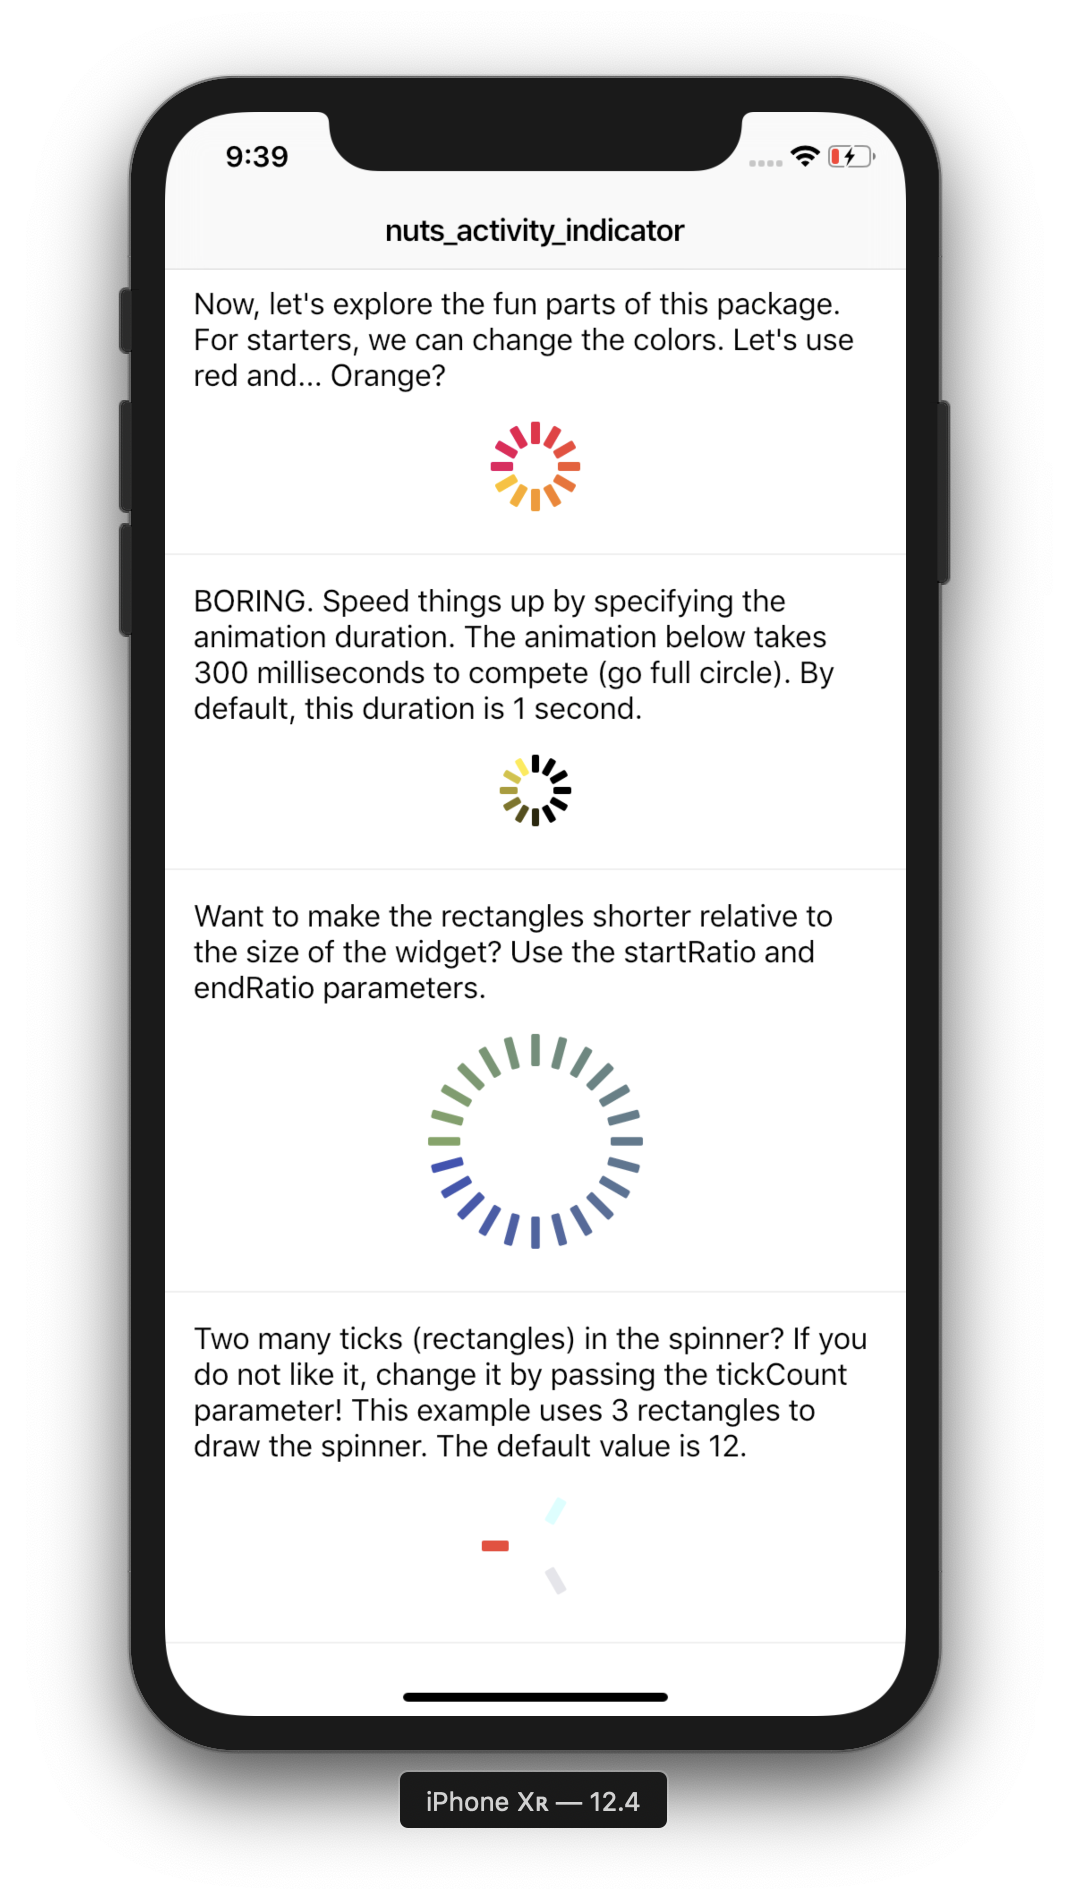 9:39
nuts_activity_indicator
Now, let's explore the fun parts of this package.
For starters, we can change the colors. Let's use
red and... Orange?
BORING. Speed things up by specifying the
animation duration. The animation below takes
300 milliseconds to compete (go full circle). By
default, this duration is 1 second.
Want to make the rectangles shorter relative to
the size of the widget? Use the startRatio and
endRatio parameters.
Two many ticks (rectangles) in the spinner? If you
do not like it, change it by passing the tickCount
parameter! This example uses 3 rectangles to
draw the spinner. The default value is 12.
iPhone Xʀ — 12.4